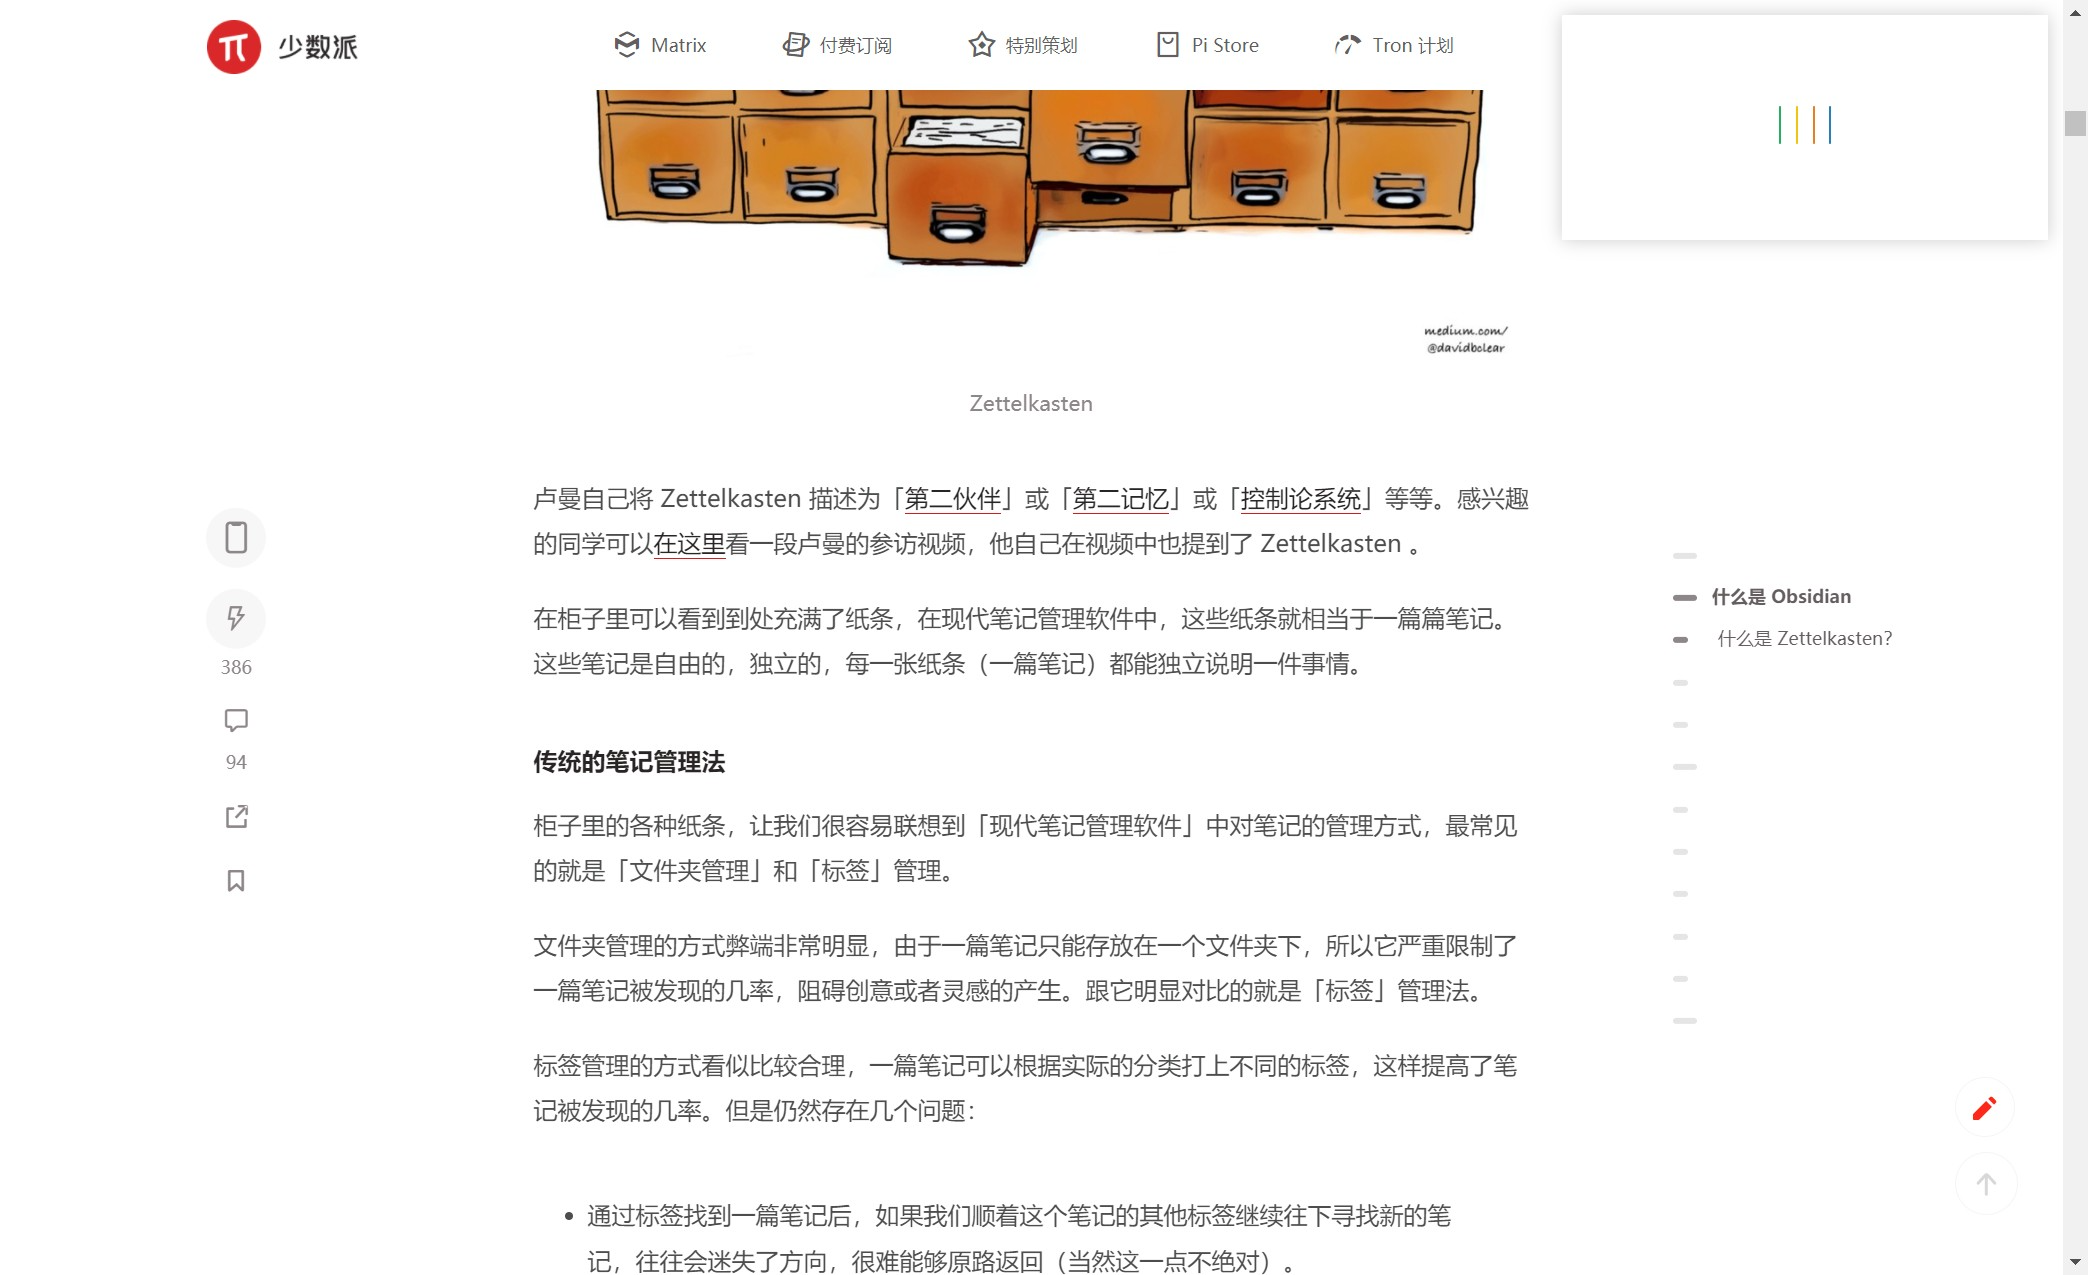 少数派
Matrix
付费订阅
特别策划
Pi Store
Tron 计划
medium.com/
@davidbclear
Zettelkasten
卢曼自己将 Zettelkasten 描述为「第二伙伴」或「第二记忆」或「控制论系统」等等。感兴趣
的同学可以在这里看一段卢曼的参访视频，他自己在视频中也提到了 Zettelkasten 。
在柜子里可以看到到处充满了纸条，在现代笔记管理软件中，这些纸条就相当于一篇篇笔记。
这些笔记是自由的，独立的，每一张纸条（一篇笔记）都能独立说明一件事情。
传统的笔记管理法
柜子里的各种纸条，让我们很容易联想到「现代笔记管理软件」中对笔记的管理方式，最常见
的就是「文件夹管理」和「标签」管理。
文件夹管理的方式弊端非常明显，由于一篇笔记只能存放在一个文件夹下，所以它严重限制了
一篇笔记被发现的几率，阻碍创意或者灵感的产生。跟它明显对比的就是「标签」管理法。
标签管理的方式看似比较合理，一篇笔记可以根据实际的分类打上不同的标签，这样提高了笔
记被发现的几率。但是仍然存在几个问题：
• 通过标签找到一篇笔记后，如果我们顺着这个笔记的其他标签继续往下寻找新的笔
记，往往会迷失了方向，很难能够原路返回（当然这一点不绝对）。
386
94
什么是 Obsidian
什么是 Zettelkasten？